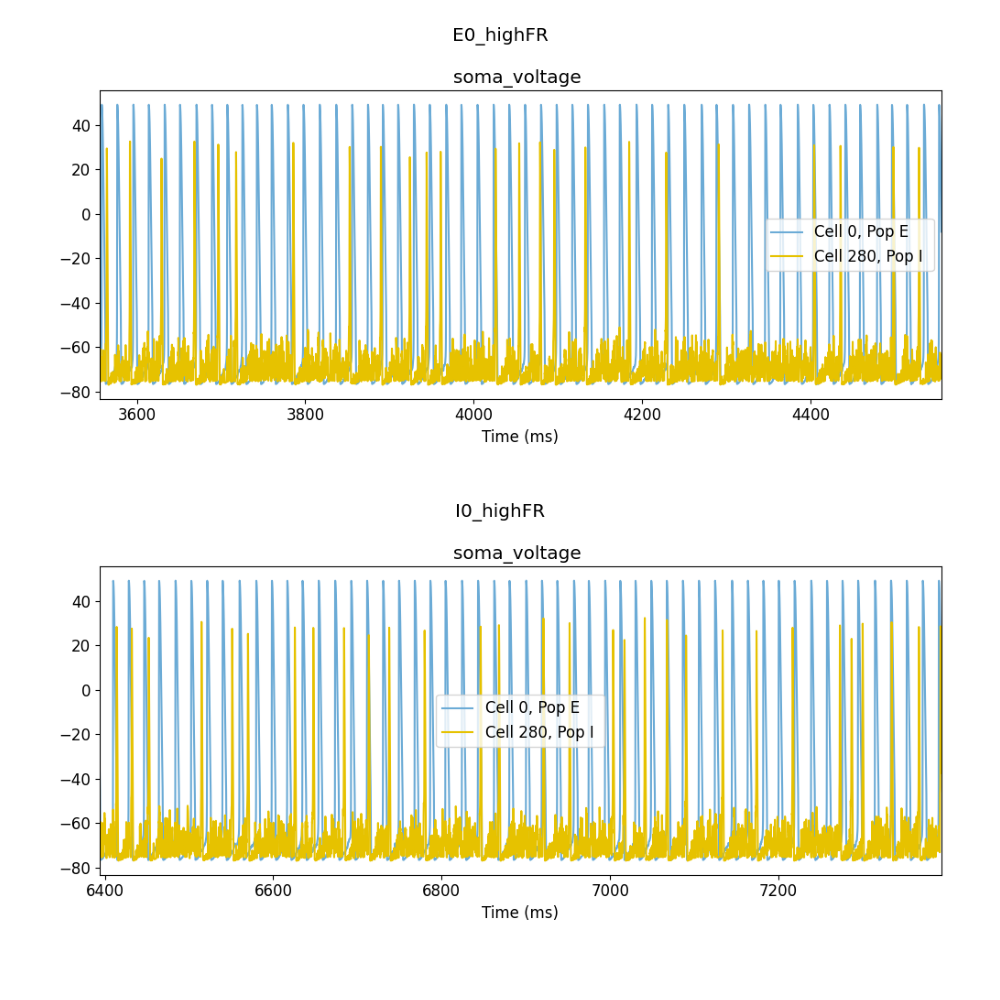 E0_highFR
soma_voltage
40
20
0
−20
−40
−60
−80
Cell 0, Pop E
Cell 280, Pop I
3600 3800 4000 4200 4400
Time (ms)
I0_highFR
soma_voltage
40
20
0
−20
−40
−60
−80
Cell 0, Pop E
Cell 280, Pop I
6400 6600 6800 7000 7200
Time (ms)